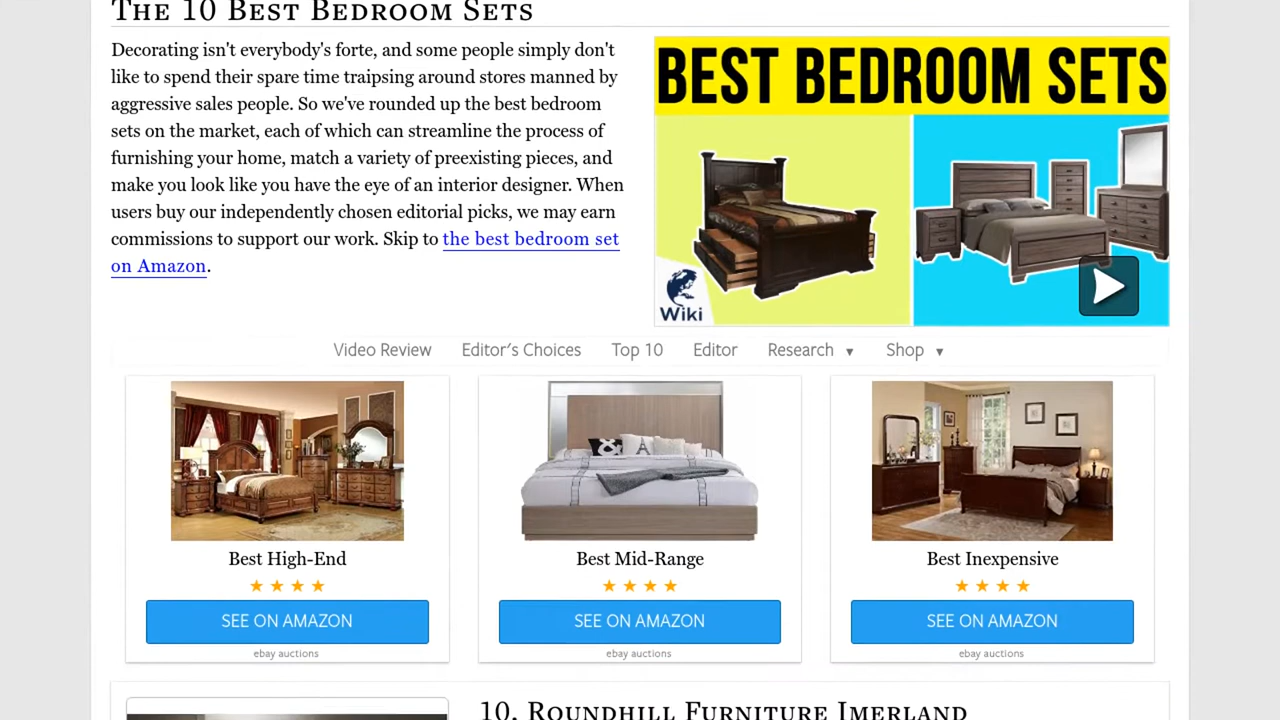 The 10 Best Bedroom Sets
Decorating isn't everybody's forte, and some people simply don't
like to spend their spare time traipsing around stores manned by
aggressive sales people. So we've rounded up the best bedroom
sets on the market, each of which can streamline the process of
furnishing your home, match a variety of preexisting pieces, and
make you look like you have the eye of an interior designer. When
users buy our independently chosen editorial picks, we may earn
commissions to support our work. Skip to the best bedroom set
on Amazon.
BEST BEDROOM SETS
Wiki
Video Review Editor's Choices Top 10 Editor Research ▼ Shop ▼
& A
Best High-End
★ ★ ★ ★
SEE ON AMAZON
ebay auctions
Best Mid-Range
★ ★ ★ ★
SEE ON AMAZON
ebay auctions
Best Inexpensive
★ ★ ★ ★
SEE ON AMAZON
ebay auctions
10. Roundhill Furniture Imerland